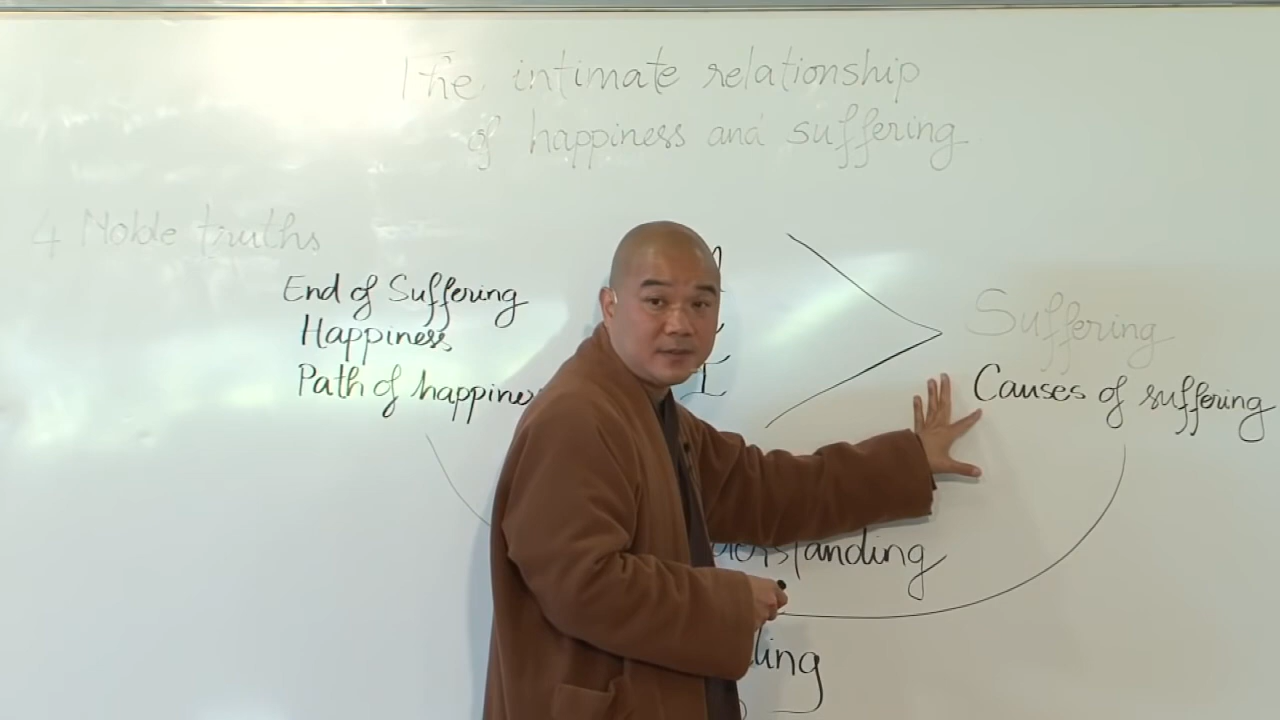 The intimate relationship
of happiness and suffering
4 Noble truths
End of Suffering
Happiness
Path of happines
I
Suffering
Causes of suffering
derstanding
ling